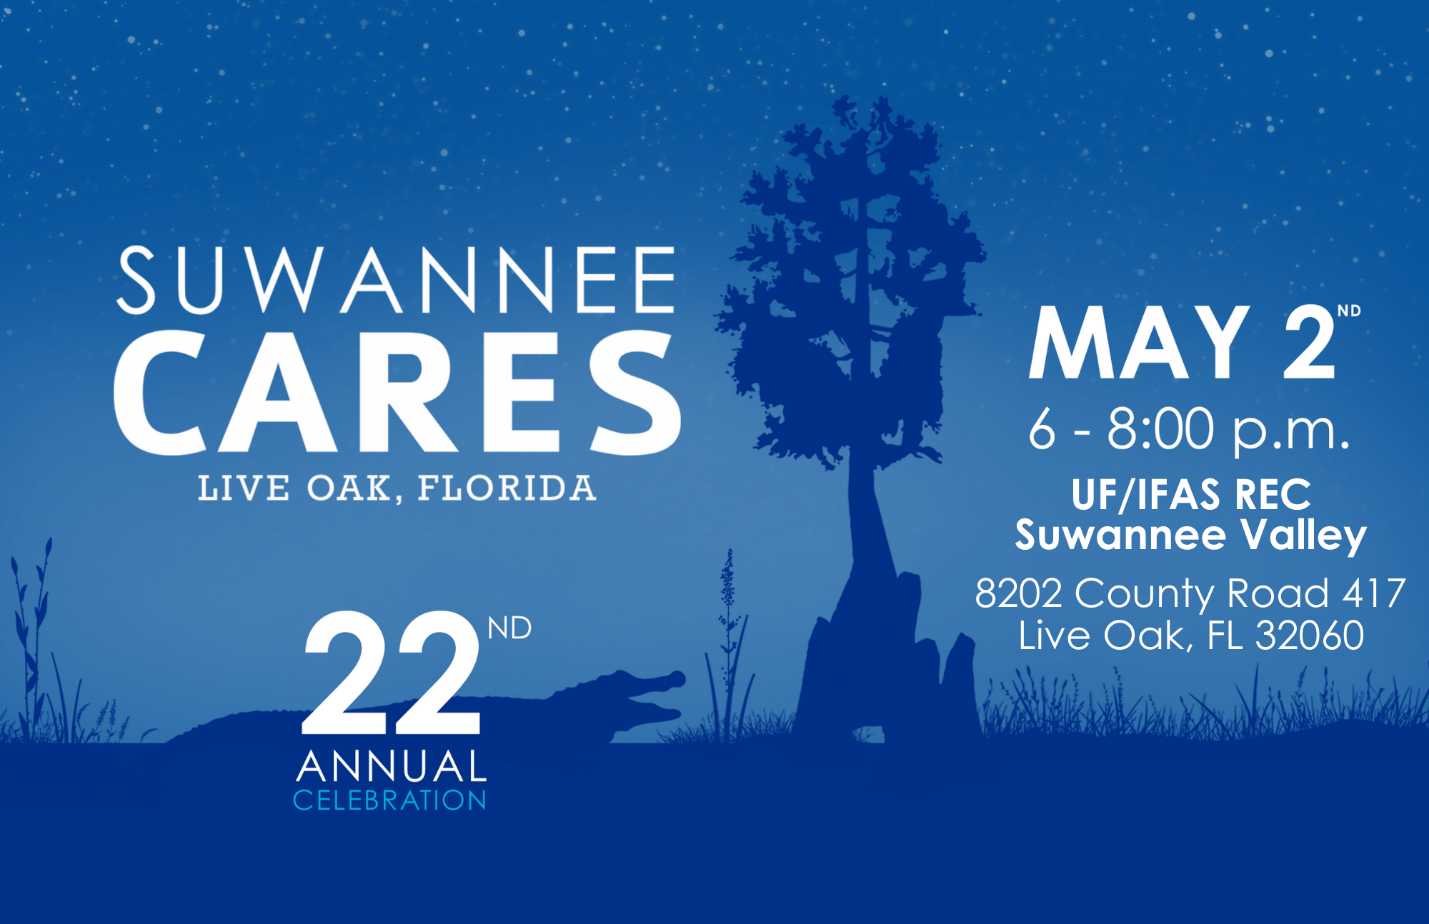 SUWANNEE
CARES
LIVE OAK, FLORIDA
22ND
ANNUAL
CELEBRATION
MAY 2ND
6 - 8:00 p.m.
UF/IFAS REC
Suwannee Valley
8202 County Road 417
Live Oak, FL 32060